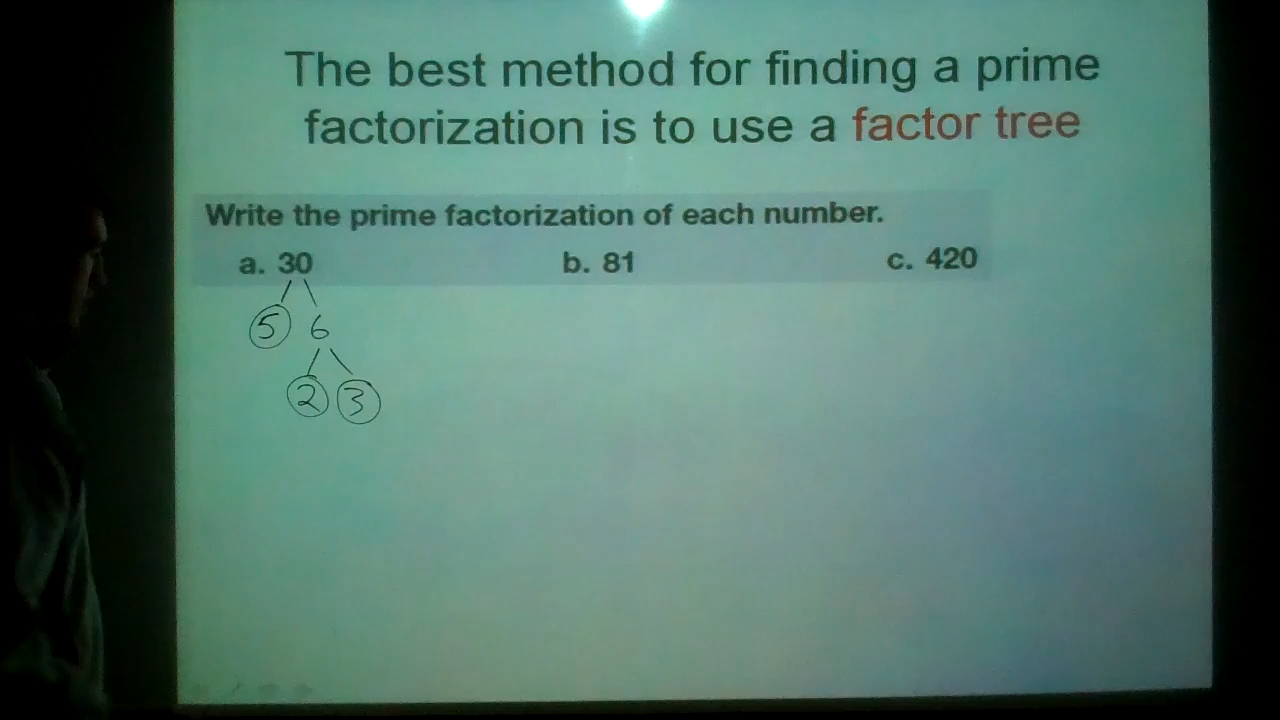 The best method for finding a prime
factorization is to use a factor tree
Write the prime factorization of each number.
a. 30 b. 81 c. 420
5 6
2 3